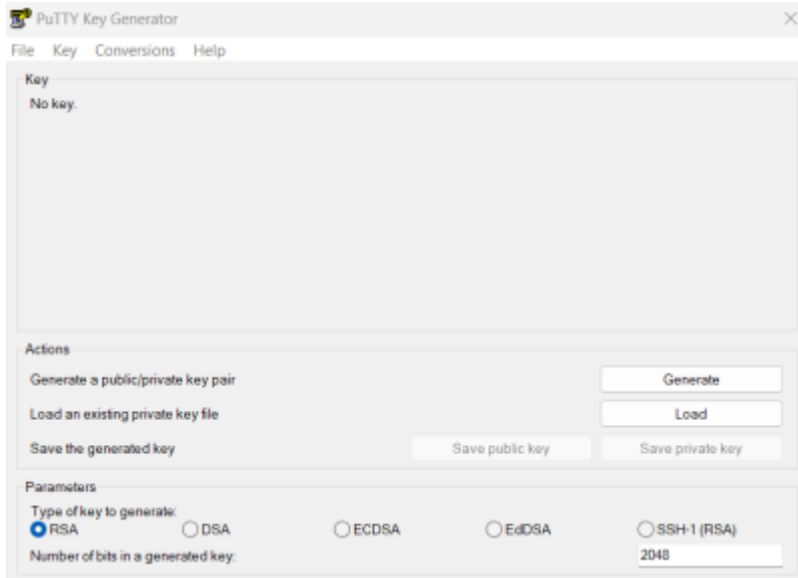 PuTTY Key Generator
File Key Conversions Help
Key
No key.
Actions
Generate a public/private key pair Generate
Load an existing private key file Load
Save the generated key Save public key Save private key
Parameters
Type of key to generate:
RSA DSA ECDSA EdDSA SSH-1 (RSA)
Number of bits in a generated key: 2048